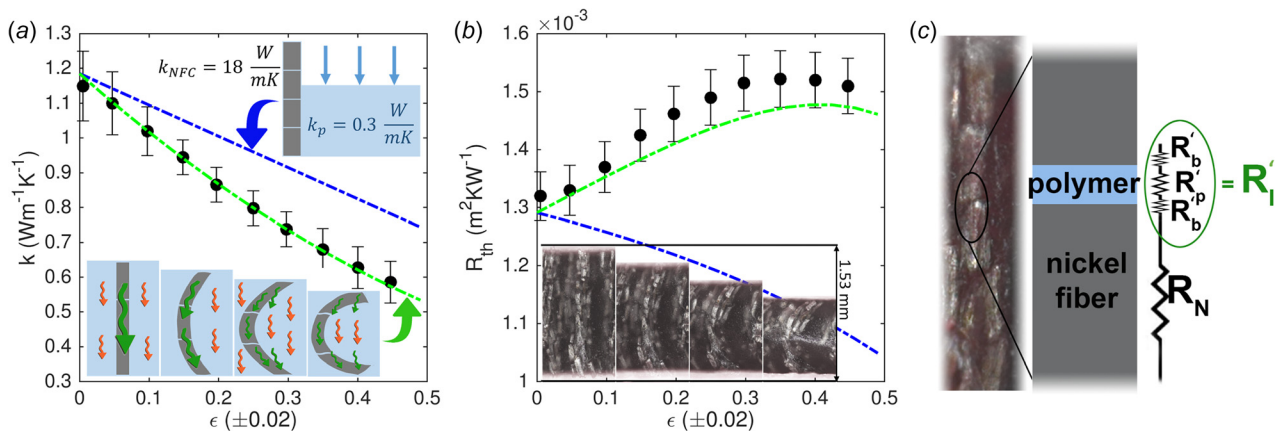 (a)
k (Wm⁻¹K⁻¹)
1.3
1.2
1.1
1
0.9
0.8
0.7
0.6
0.5
0.4
0.3
k_NFC = 18 W/mK
k_p = 0.3 W/mK
0 0.1 0.2 0.3 0.4 0.5
ϵ (±0.02)
(b)
×10⁻³
R_th (m²KW⁻¹)
1.6
1.5
1.4
1.3
1.2
1.1
1
1.53 mm
0 0.1 0.2 0.3 0.4 0.5
ϵ (±0.02)
(c)
polymer
nickel
fiber
R'_b
R'_p
R'_b
= R'_I
R_N